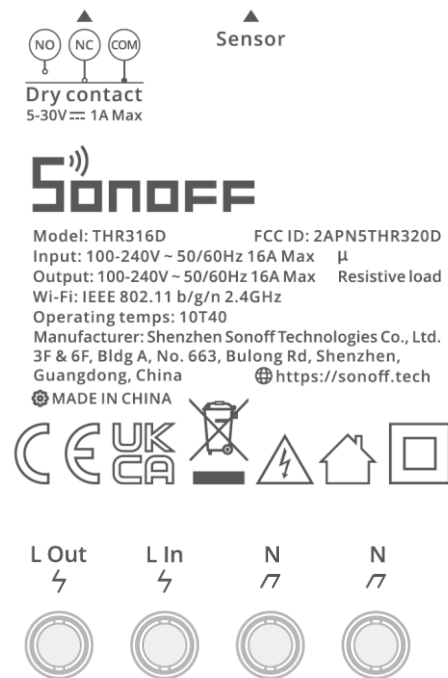 NO NC COM
Sensor
Dry contact
5-30V⎓ 1A Max
SONOFF
Model: THR316D FCC ID: 2APN5THR320D
Input: 100-240V ~ 50/60Hz 16A Max μ
Output: 100-240V ~ 50/60Hz 16A Max Resistive load
Wi-Fi: IEEE 802.11 b/g/n 2.4GHz
Operating temps: 10T40
Manufacturer: Shenzhen Sonoff Technologies Co., Ltd.
3F & 6F, Bldg A, No. 663, Bulong Rd, Shenzhen,
Guangdong, China https://sonoff.tech
MADE IN CHINA
CE UK
CA
L Out L In N N